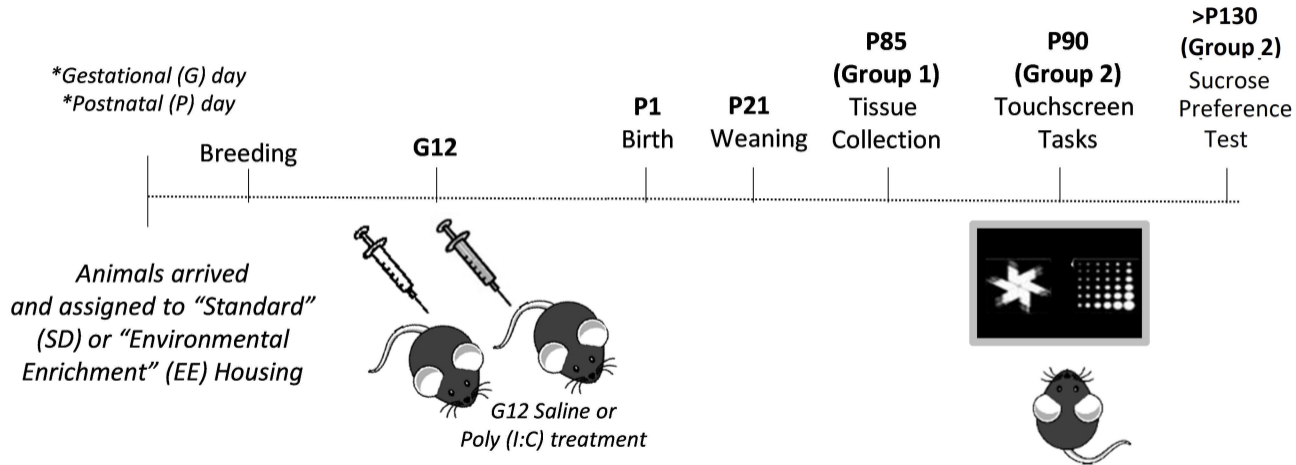 *Gestational (G) day
*Postnatal (P) day
Breeding
G12
P1
Birth
P21
Weaning
P85
(Group 1)
Tissue
Collection
P90
(Group 2)
Touchscreen
Tasks
>P130
(Group 2)
Sucrose
Preference
Test
Animals arrived
and assigned to “Standard”
(SD) or “Environmental
Enrichment” (EE) Housing
G12 Saline or
Poly (I:C) treatment